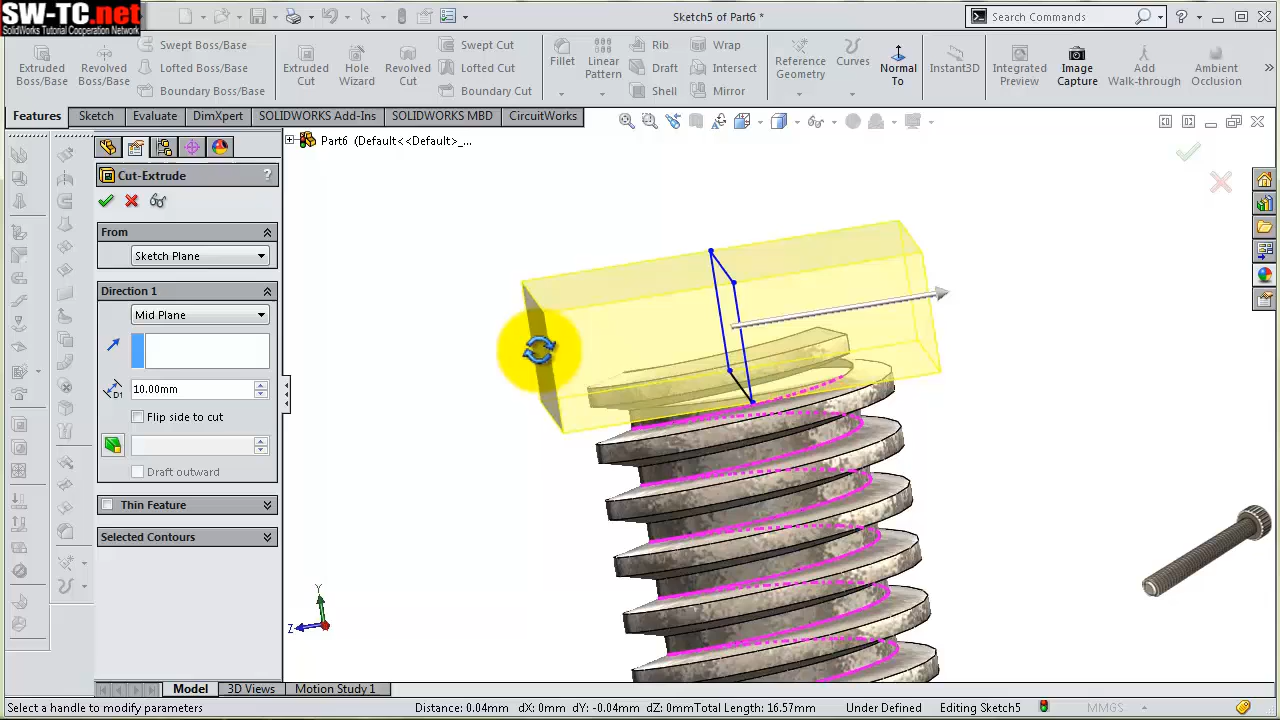 SW-TC.net
SolidWorks Tutorial Cooperation Network
Sketch5 of Part6
Search Commands
Extruded Boss/Base
Revolved Boss/Base
Swept Boss/Base
Lofted Boss/Base
Boundary Boss/Base
Extruded Cut
Hole Wizard
Revolved Cut
Swept Cut
Lofted Cut
Boundary Cut
Fillet
Linear Pattern
Rib
Draft
Shell
Wrap
Intersect
Mirror
Reference Geometry
Curves
Normal To
Instant3D
Integrated Preview
Image Capture
Add Walk-through
Ambient Occlusion
Features
Sketch
Evaluate
DimXpert
SOLIDWORKS Add-Ins
SOLIDWORKS MBD
CircuitWorks
Part6 (Default<<Default>_...
Cut-Extrude
?
From
Sketch Plane
Direction 1
Mid Plane
D1
10.00mm
Flip side to cut
Draft outward
Thin Feature
Selected Contours
Y
Z
Model
3D Views
Motion Study 1
Select a handle to modify parameters
Distance: 0.04mm dX: 0mm dY: -0.04mm dZ: 0mm Total Length: 16.57mm
Under Defined
Editing Sketch5
MMGS